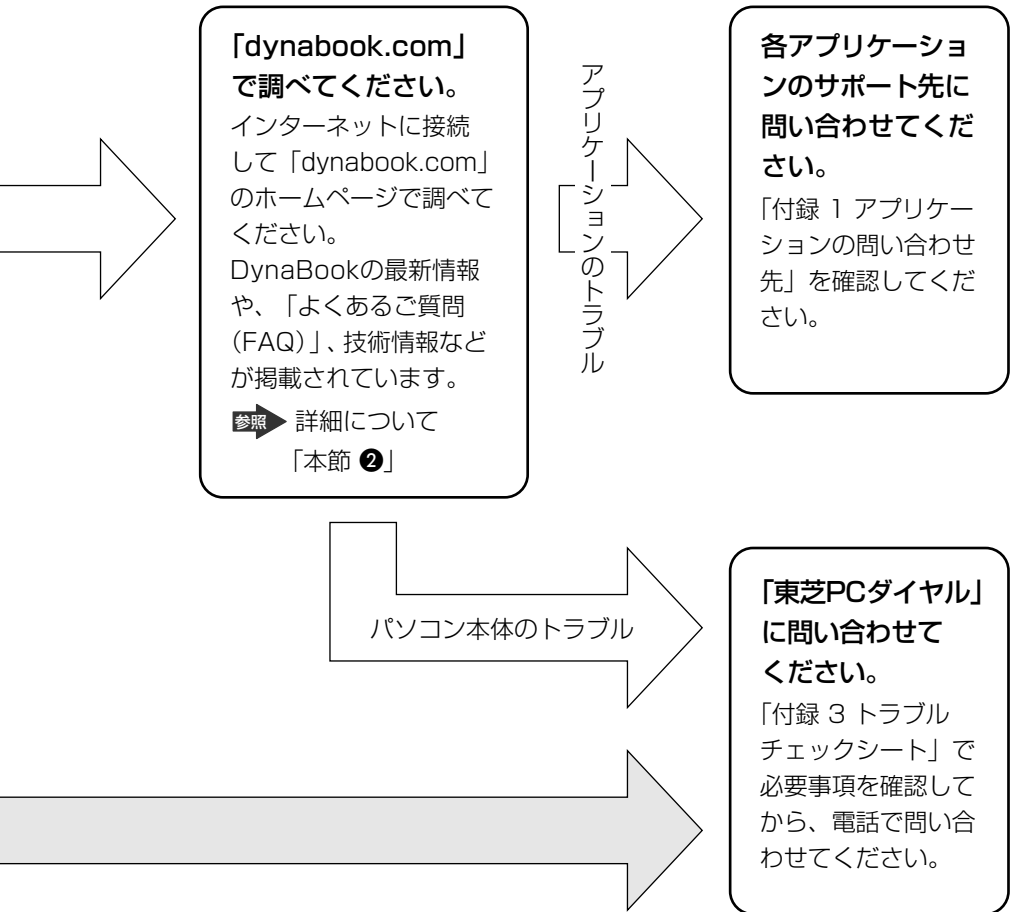 「dynabook.com」
で調べてください。
インターネットに接続
して「dynabook.com」
のホームページで調べて
ください。
DynaBookの最新情報
や、「よくあるご質問
(FAQ)」、技術情報など
が掲載されています。
参照 詳細について
「本節 ❷」
アプリケーションのトラブル
各アプリケーショ
ンのサポート先に
問い合わせてくだ
さい。
「付録 1 アプリケー
ションの問い合わせ
先」を確認してくだ
さい。
パソコン本体のトラブル
「東芝PCダイヤル」
に問い合わせて
ください。
「付録 3 トラブル
チェックシート」で
必要事項を確認して
から、電話で問い合
わせてください。